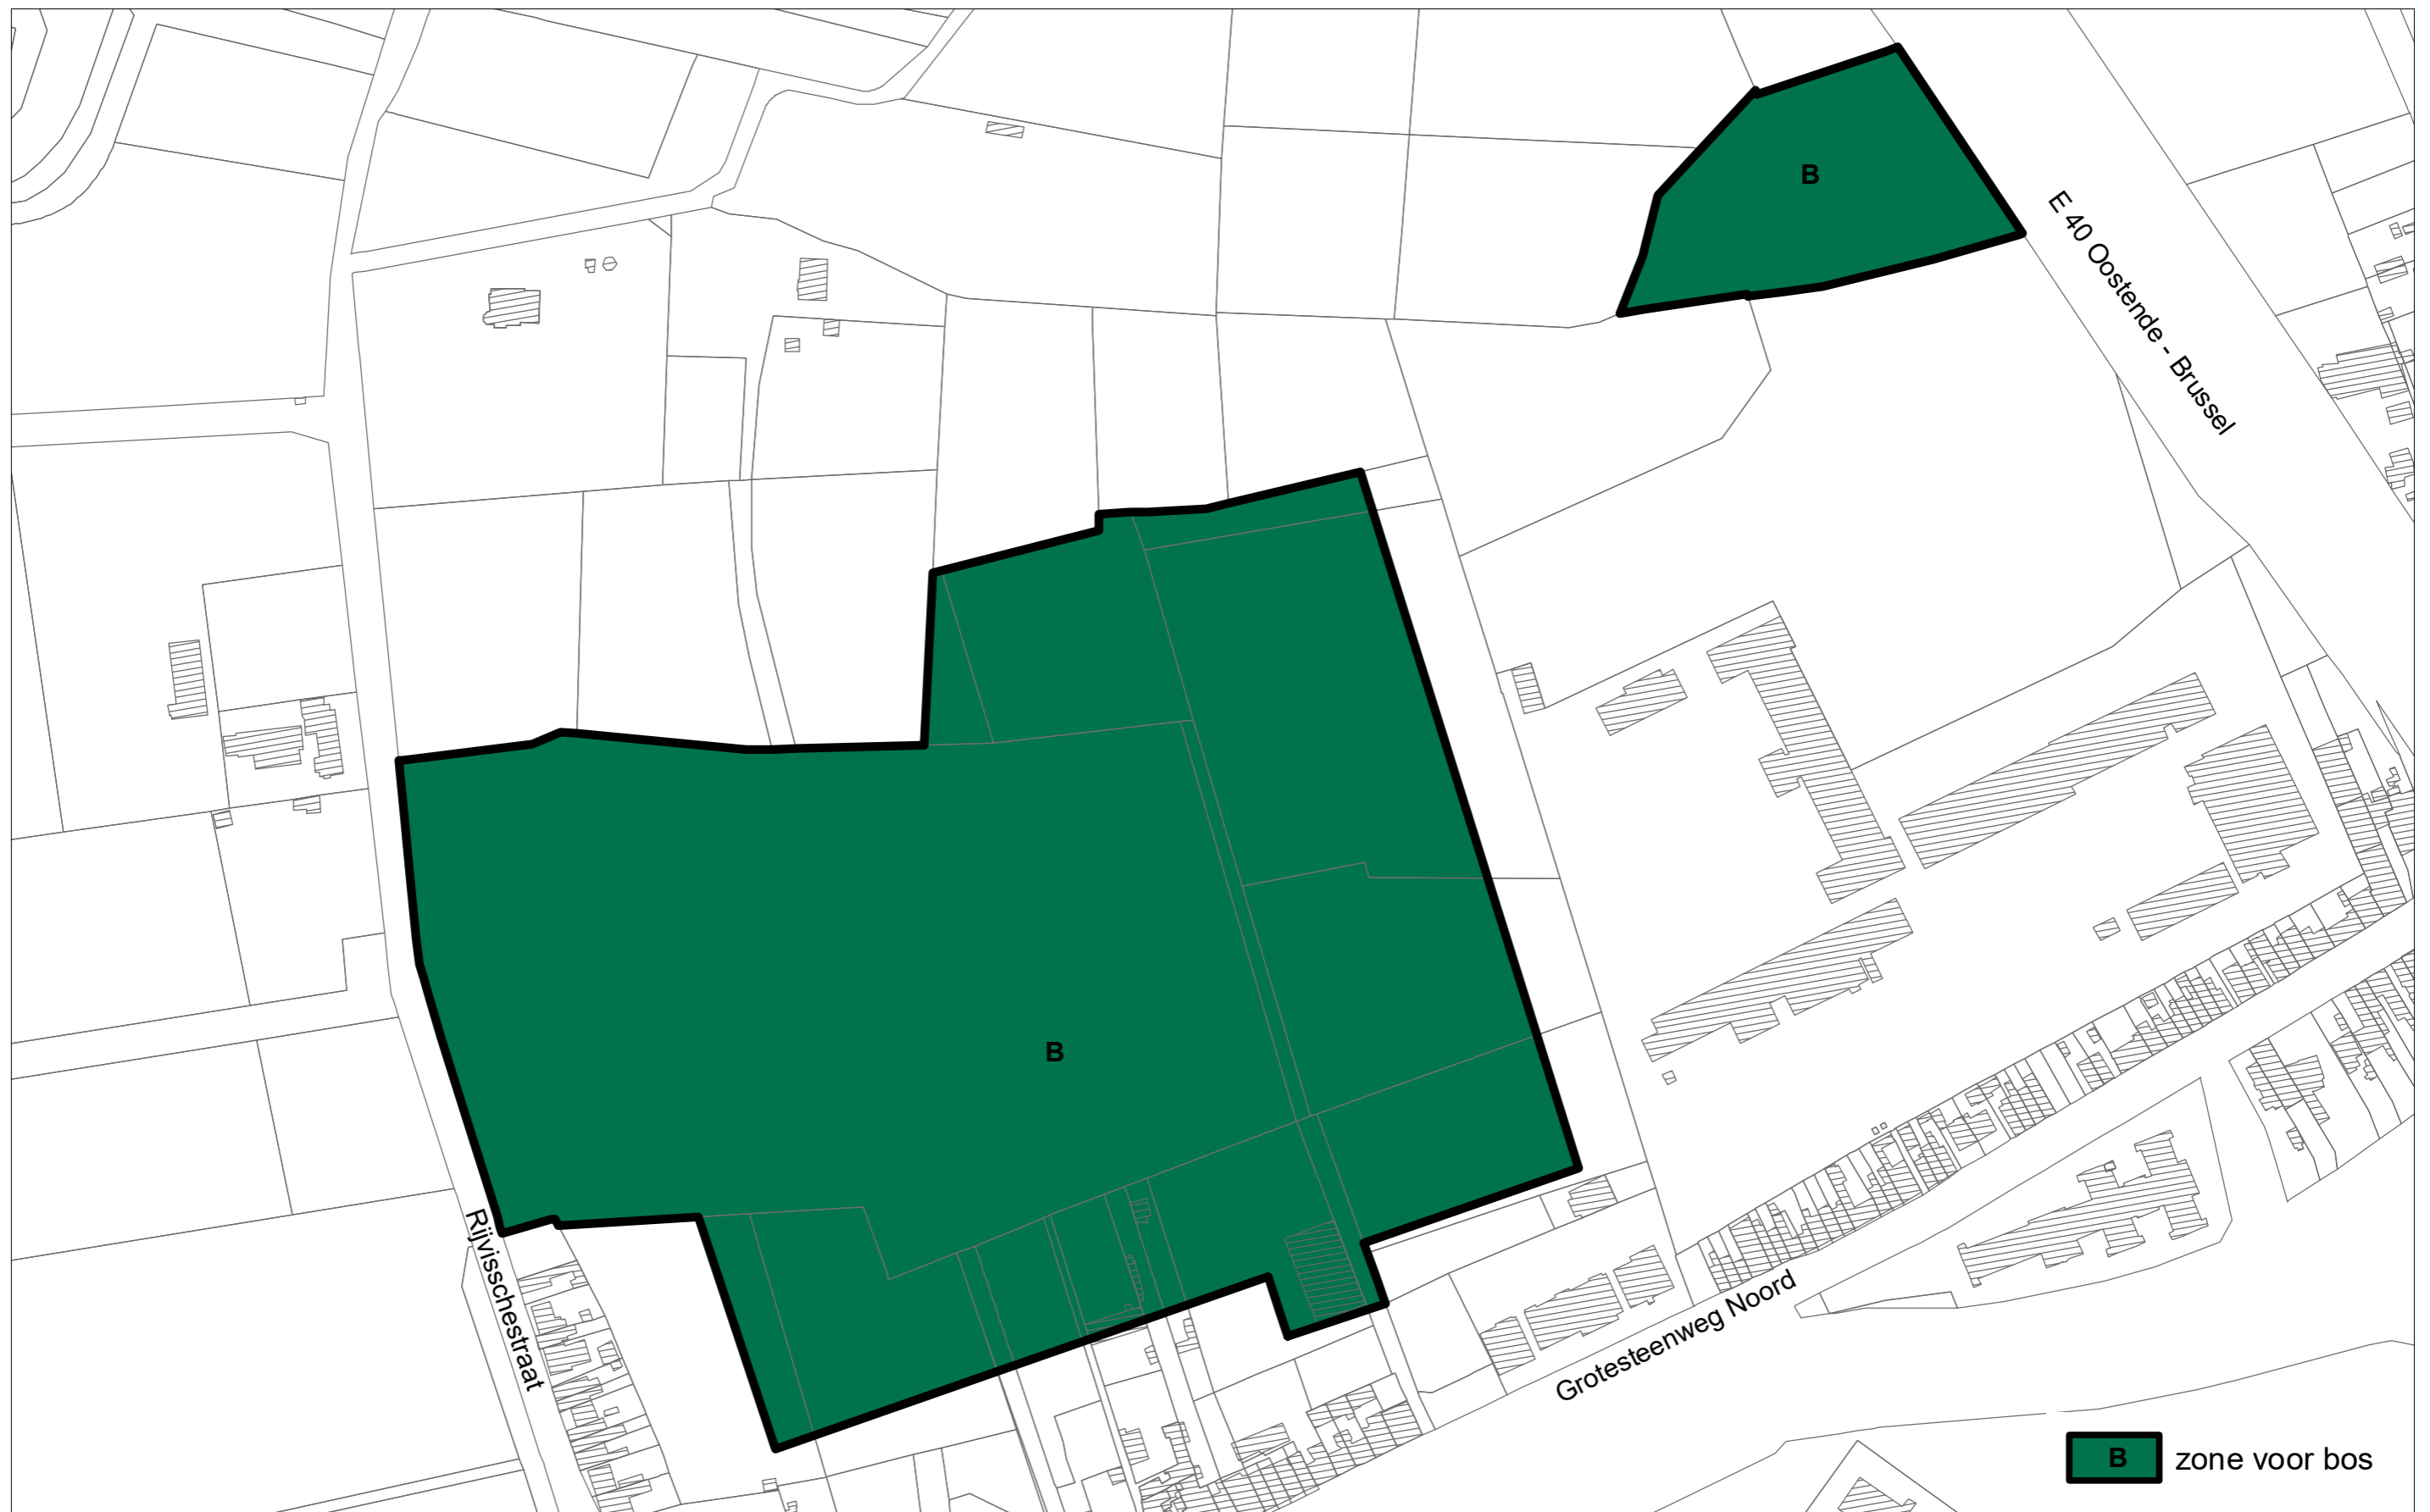 B
E 40 Oostende - Brussel
B
Rijvisschestraat
Grotesteenweg Noord
B zone voor bos